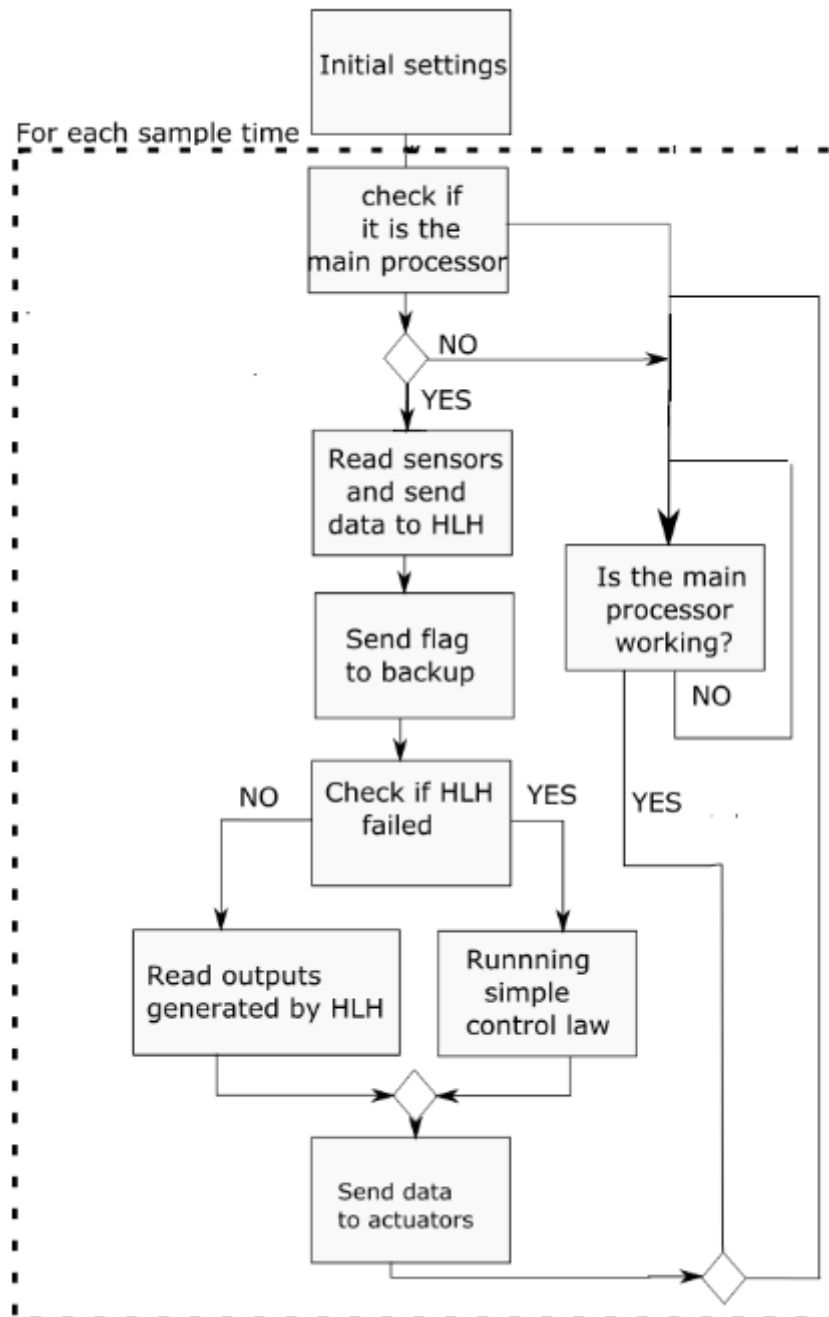 Initial settings
For each sample time
check if
it is the
main processor
NO
YES
Read sensors
and send
data to HLH
Is the main
processor
working?
Send flag
to backup
NO
NO
Check if HLH
failed
YES
YES
Read outputs
generated by HLH
Runnning
simple
control law
Send data
to actuators